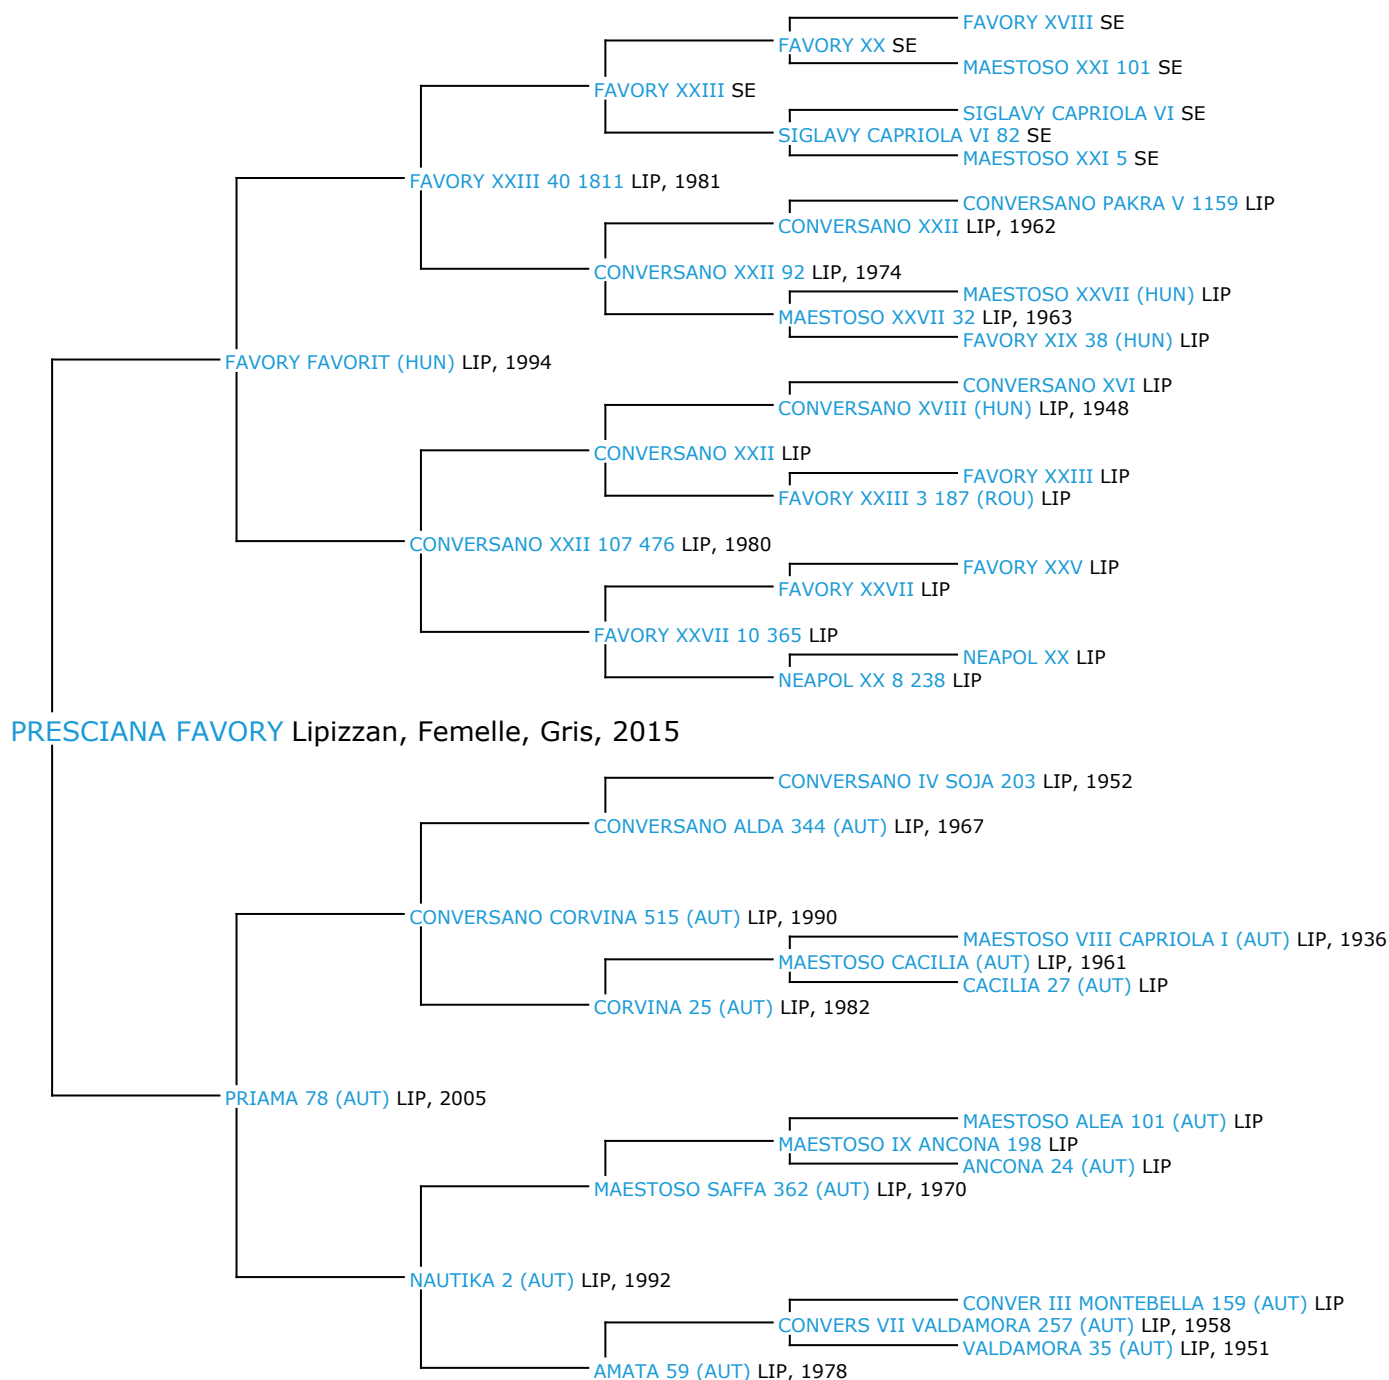 FAVORY XVIII SE
FAVORY XX SE
MAESTOSO XXI 101 SE
FAVORY XXIII SE
SIGLAVY CAPRIOLA VI SE
SIGLAVY CAPRIOLA VI 82 SE
MAESTOSO XXI 5 SE
FAVORY XXIII 40 1811 LIP, 1981
CONVERSANO PAKRA V 1159 LIP
CONVERSANO XXII LIP, 1962
CONVERSANO XXII 92 LIP, 1974
MAESTOSO XXVII (HUN) LIP
MAESTOSO XXVII 32 LIP, 1963
FAVORY XIX 38 (HUN) LIP
FAVORY FAVORIT (HUN) LIP, 1994
CONVERSANO XVI LIP
CONVERSANO XVIII (HUN) LIP, 1948
CONVERSANO XXII LIP
FAVORY XXIII LIP
FAVORY XXIII 3 187 (ROU) LIP
CONVERSANO XXII 107 476 LIP, 1980
FAVORY XXV LIP
FAVORY XXVII LIP
FAVORY XXVII 10 365 LIP
NEAPOL XX LIP
NEAPOL XX 8 238 LIP
PRESCIANA FAVORY Lipizzan, Femelle, Gris, 2015
CONVERSANO IV SOJA 203 LIP, 1952
CONVERSANO ALDA 344 (AUT) LIP, 1967
CONVERSANO CORVINA 515 (AUT) LIP, 1990
MAESTOSO VIII CAPRIOLA I (AUT) LIP, 1936
MAESTOSO CACILIA (AUT) LIP, 1961
CACILIA 27 (AUT) LIP
CORVINA 25 (AUT) LIP, 1982
PRIAMA 78 (AUT) LIP, 2005
MAESTOSO ALEA 101 (AUT) LIP
MAESTOSO IX ANCONA 198 LIP
ANCONA 24 (AUT) LIP
MAESTOSO SAFFA 362 (AUT) LIP, 1970
NAUTIKA 2 (AUT) LIP, 1992
CONVER III MONTEBELLA 159 (AUT) LIP
CONVERS VII VALDAMORA 257 (AUT) LIP, 1958
VALDAMORA 35 (AUT) LIP, 1951
AMATA 59 (AUT) LIP, 1978